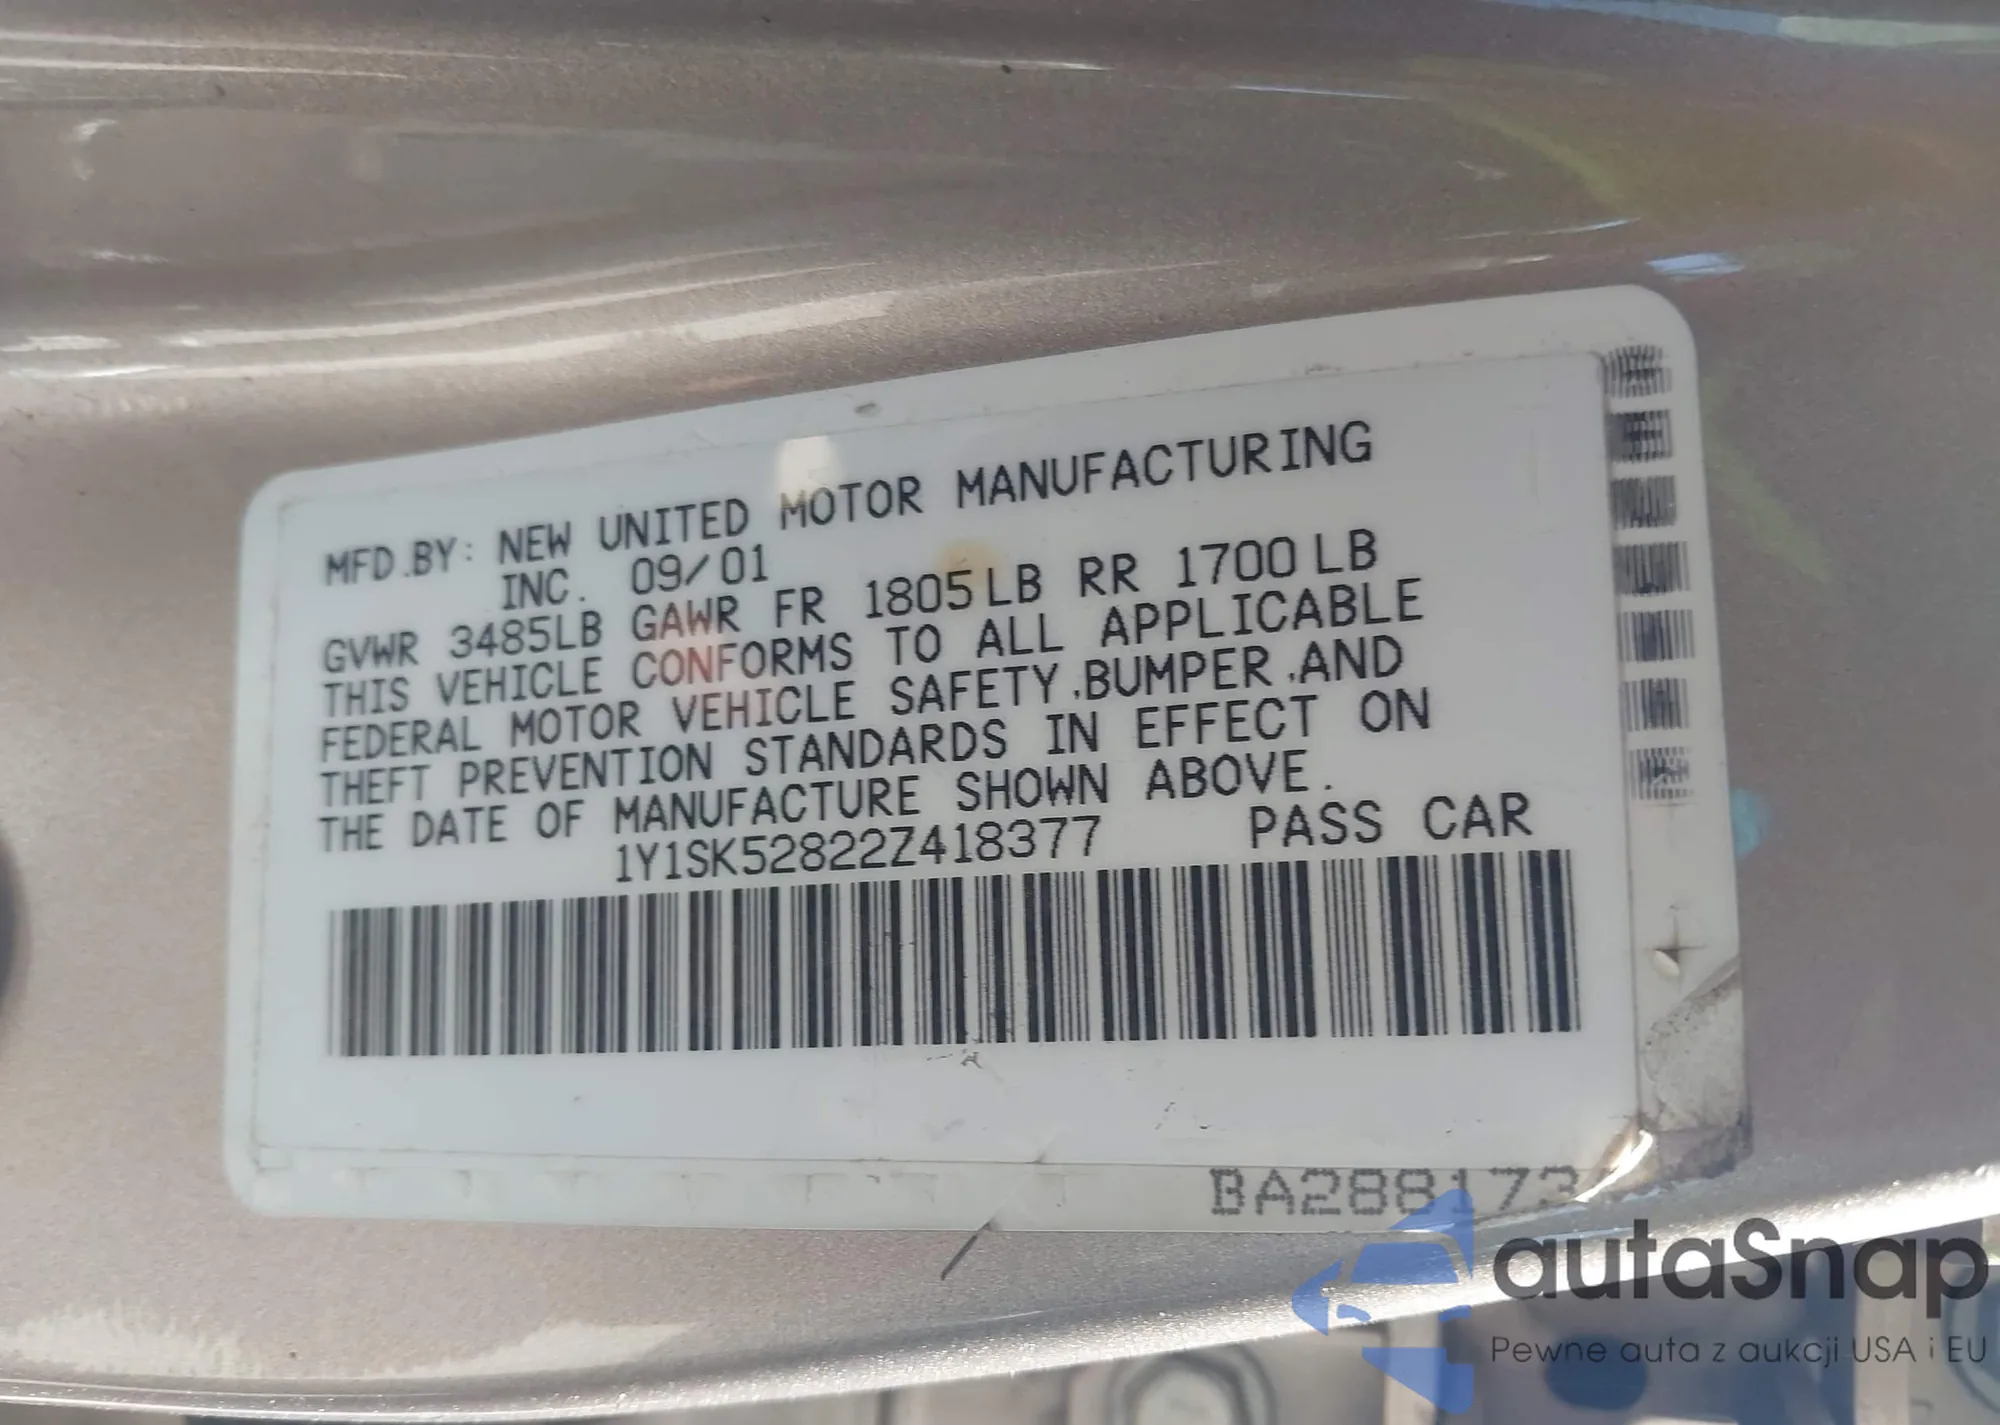 MFD.BY: NEW UNITED MOTOR MANUFACTURING
INC. 09/01
GVWR 3485LB GAWR FR 1805LB RR 1700LB
THIS VEHICLE CONFORMS TO ALL APPLICABLE
FEDERAL MOTOR VEHICLE SAFETY,BUMPER,AND
THEFT PREVENTION STANDARDS IN EFFECT ON
THE DATE OF MANUFACTURE SHOWN ABOVE.
1Y1SK52822Z418377 PASS CAR
autaSnap
Pewne auta z aukcji USA i EU